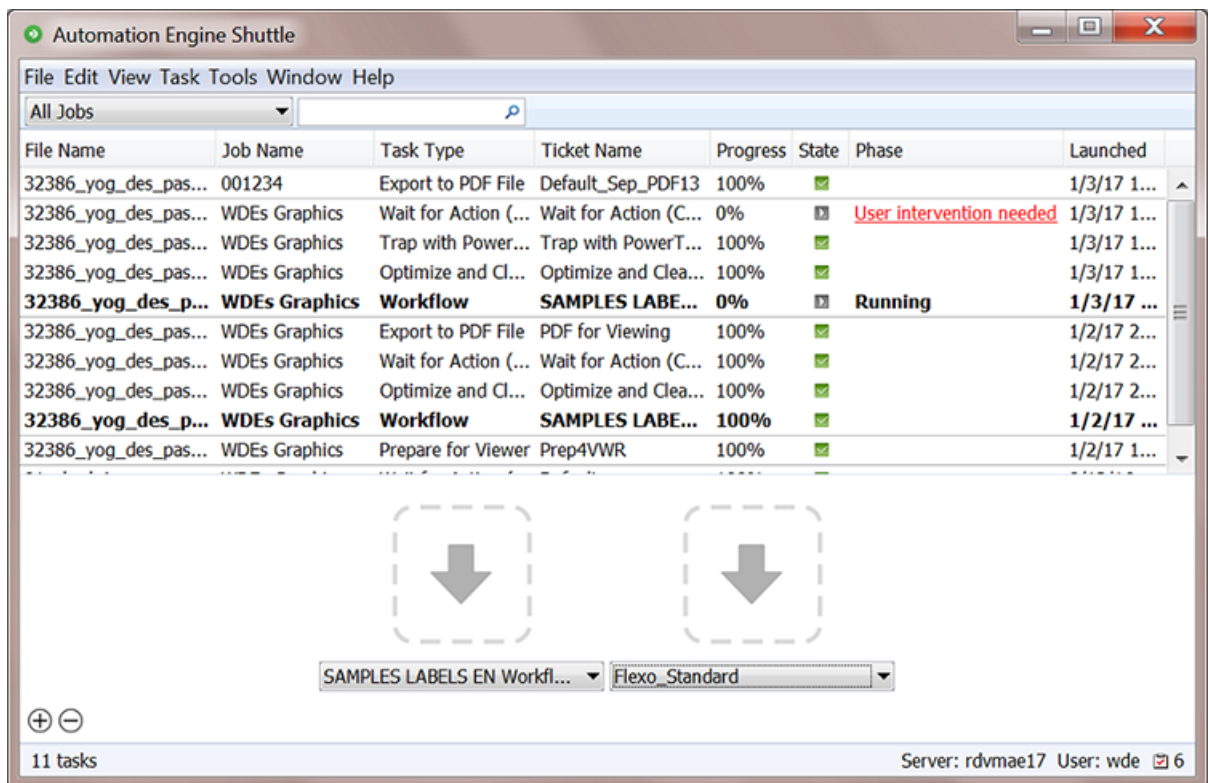 Automation Engine Shuttle
File Edit View Task Tools Window Help
All Jobs
File Name Job Name Task Type Ticket Name Progress State Phase Launched
32386_yog_des_pas... 001234 Export to PDF File Default_Sep_PDF13 100% 1/3/17 1...
32386_yog_des_pas... WDEs Graphics Wait for Action (... Wait for Action (C... 0% User intervention needed 1/3/17 1...
32386_yog_des_pas... WDEs Graphics Trap with Power... Trap with PowerT... 100% 1/3/17 1...
32386_yog_des_pas... WDEs Graphics Optimize and Cl... Optimize and Clea... 100% 1/3/17 1...
32386_yog_des_p... WDEs Graphics Workflow SAMPLES LABE... 0% Running 1/3/17 ...
32386_yog_des_pas... WDEs Graphics Export to PDF File PDF for Viewing 100% 1/2/17 2...
32386_yog_des_pas... WDEs Graphics Wait for Action (... Wait for Action (C... 100% 1/2/17 2...
32386_yog_des_pas... WDEs Graphics Optimize and Cl... Optimize and Clea... 100% 1/2/17 2...
32386_yog_des_p... WDEs Graphics Workflow SAMPLES LABE... 100% 1/2/17 ...
32386_yog_des_pas... WDEs Graphics Prepare for Viewer Prep4VWR 100% 1/2/17 1...
SAMPLES LABELS EN Workfl... Flexo_Standard
11 tasks Server: rdvmae17 User: wde 6